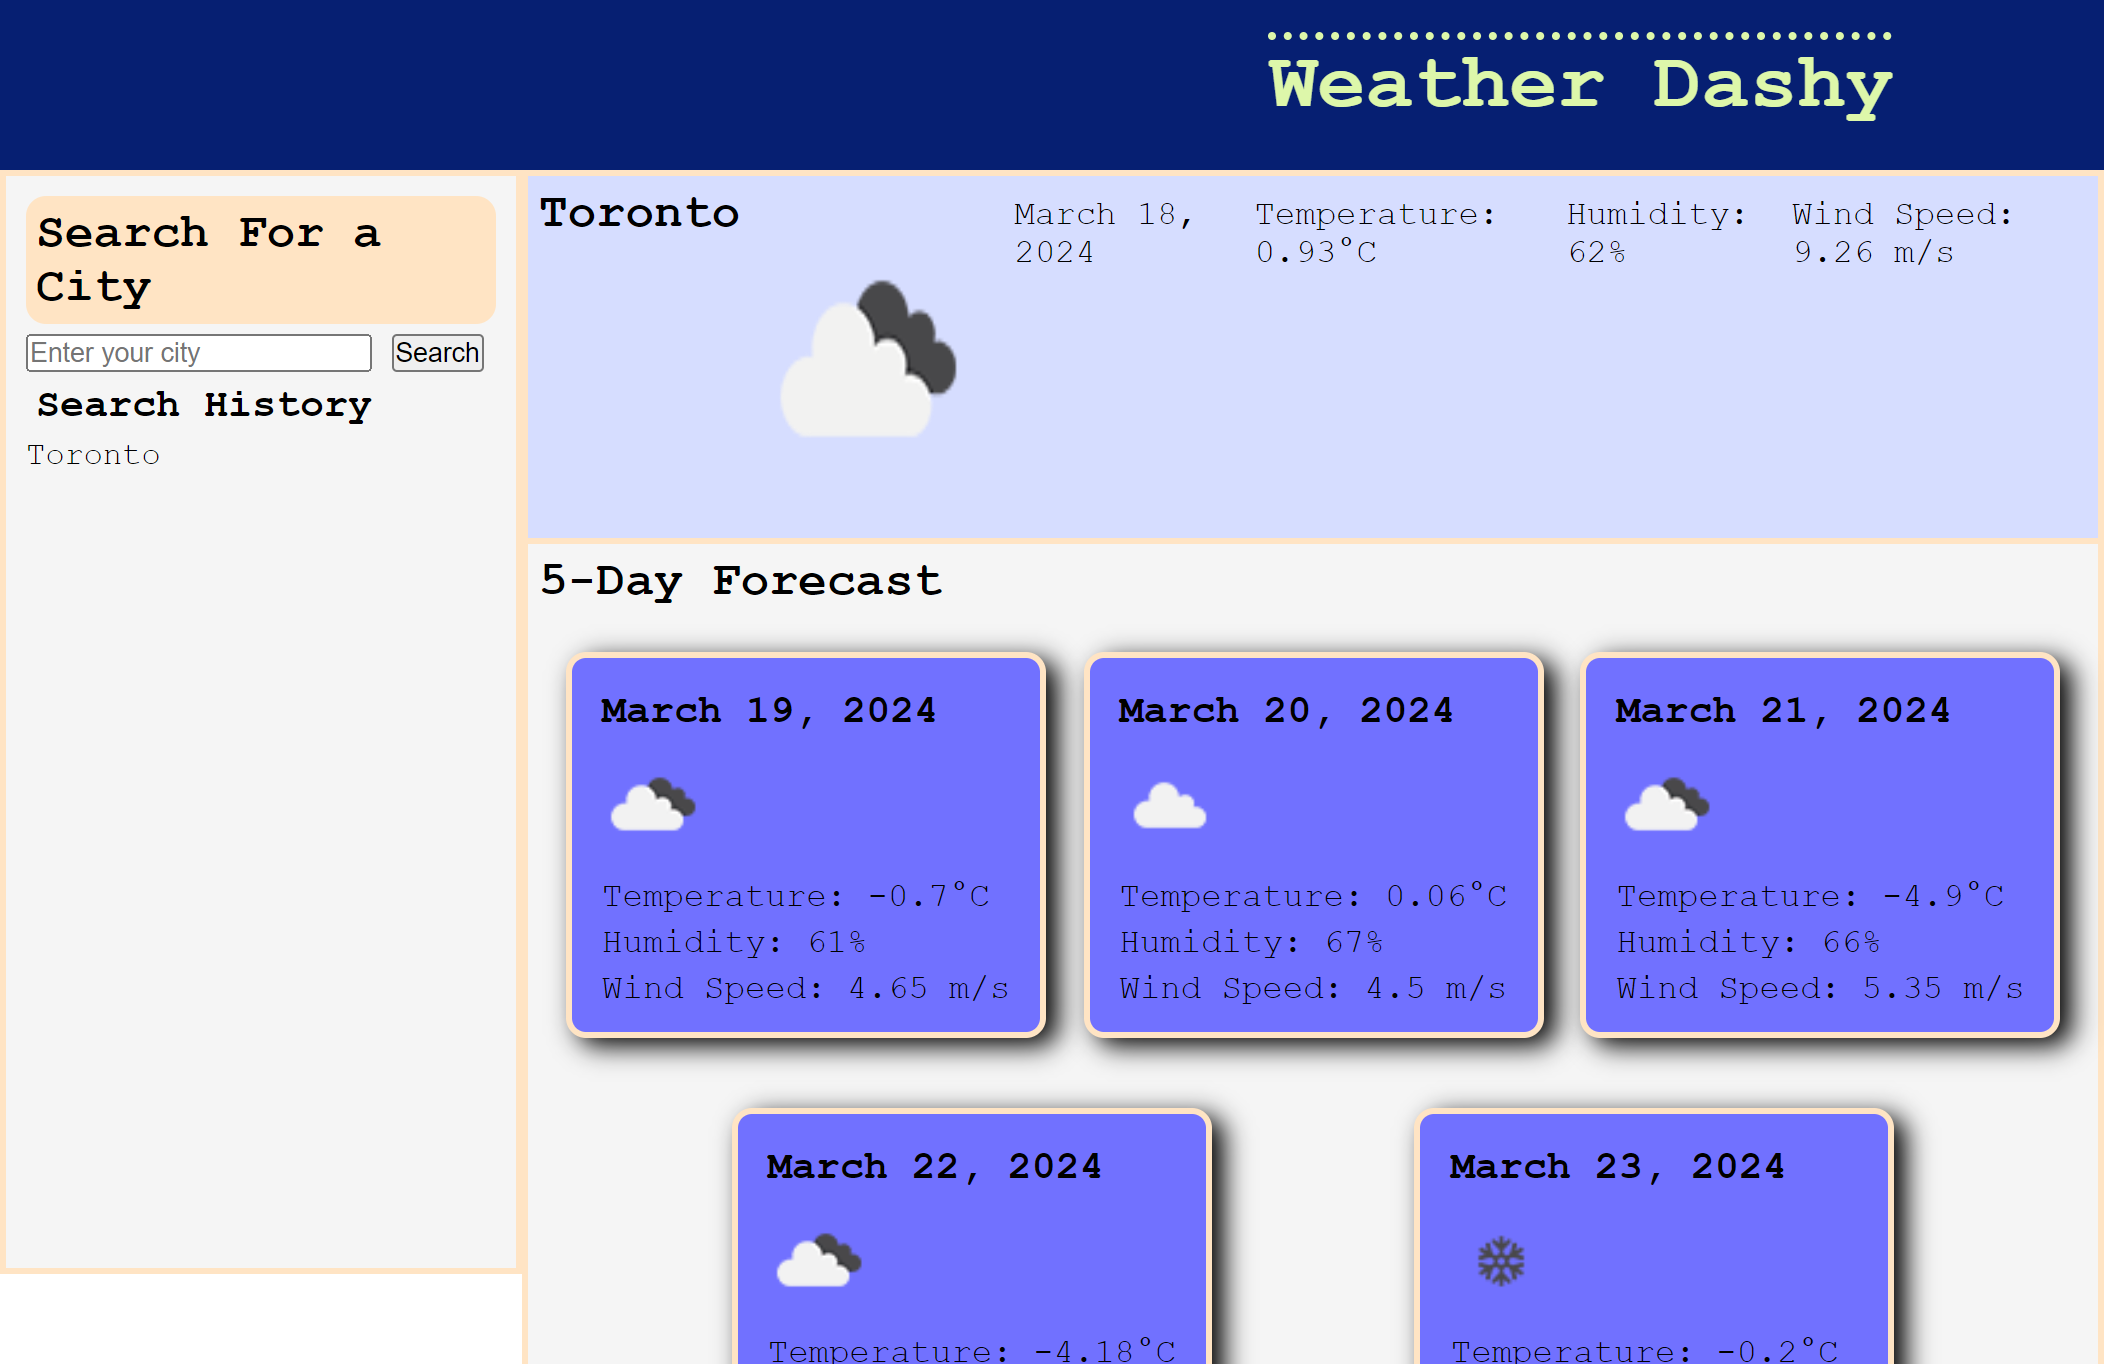 Weather Dashy
Search For a
City
Enter your city
Search
Search History
Toronto
Toronto
March 18,
2024
Temperature:
0.93°C
Humidity:
62%
Wind Speed:
9.26 m/s
5-Day Forecast
March 19, 2024
Temperature: -0.7°C
Humidity: 61%
Wind Speed: 4.65 m/s
March 20, 2024
Temperature: 0.06°C
Humidity: 67%
Wind Speed: 4.5 m/s
March 21, 2024
Temperature: -4.9°C
Humidity: 66%
Wind Speed: 5.35 m/s
March 22, 2024
Temperature: -4.18°C
March 23, 2024
Temperature: -0.2°C